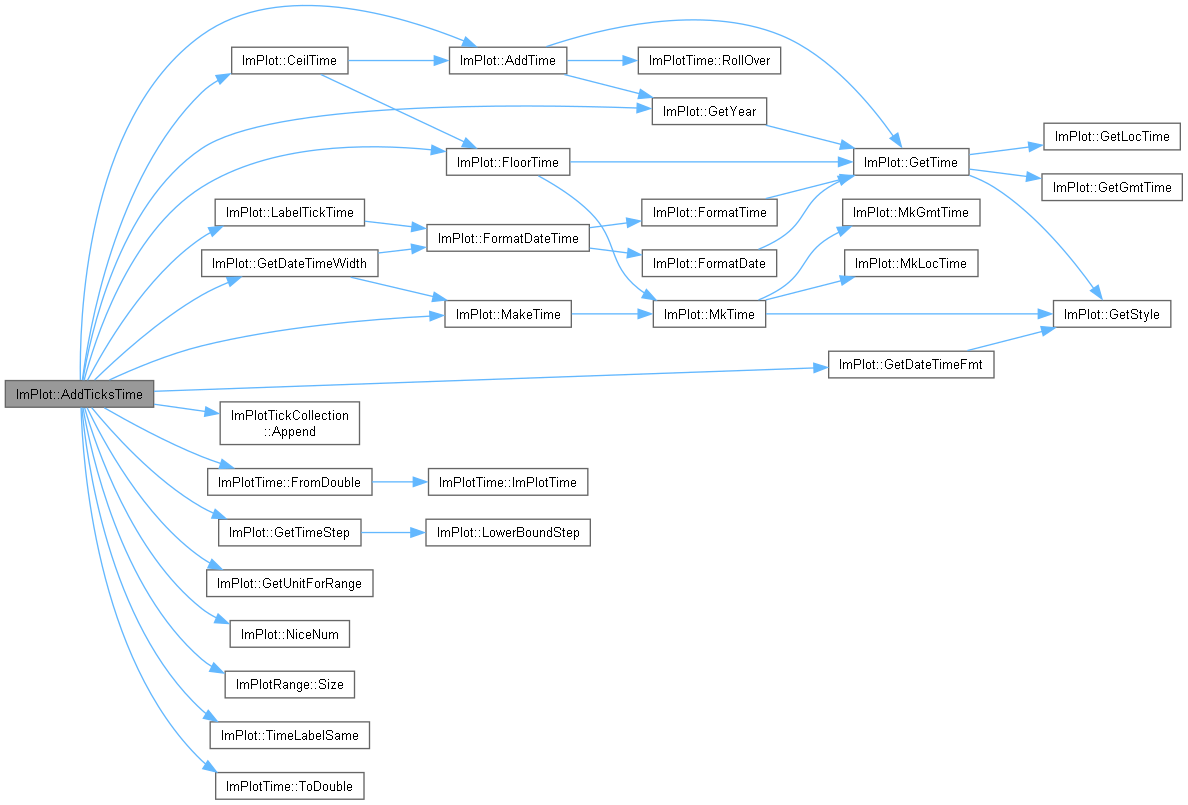 ImPlot::CeilTime
ImPlot::AddTime
ImPlotTime::RollOver
ImPlot::GetYear
ImPlot::GetLocTime
ImPlot::FloorTime
ImPlot::GetTime
ImPlot::GetGmtTime
ImPlot::LabelTickTime
ImPlot::FormatTime
ImPlot::MkGmtTime
ImPlot::FormatDateTime
ImPlot::GetDateTimeWidth
ImPlot::FormatDate
ImPlot::MkLocTime
ImPlot::MakeTime
ImPlot::MkTime
ImPlot::GetStyle
ImPlot::GetDateTimeFmt
ImPlot::AddTicksTime
ImPlotTickCollection
::Append
ImPlotTime::FromDouble
ImPlotTime::ImPlotTime
ImPlot::GetTimeStep
ImPlot::LowerBoundStep
ImPlot::GetUnitForRange
ImPlot::NiceNum
ImPlotRange::Size
ImPlot::TimeLabelSame
ImPlotTime::ToDouble